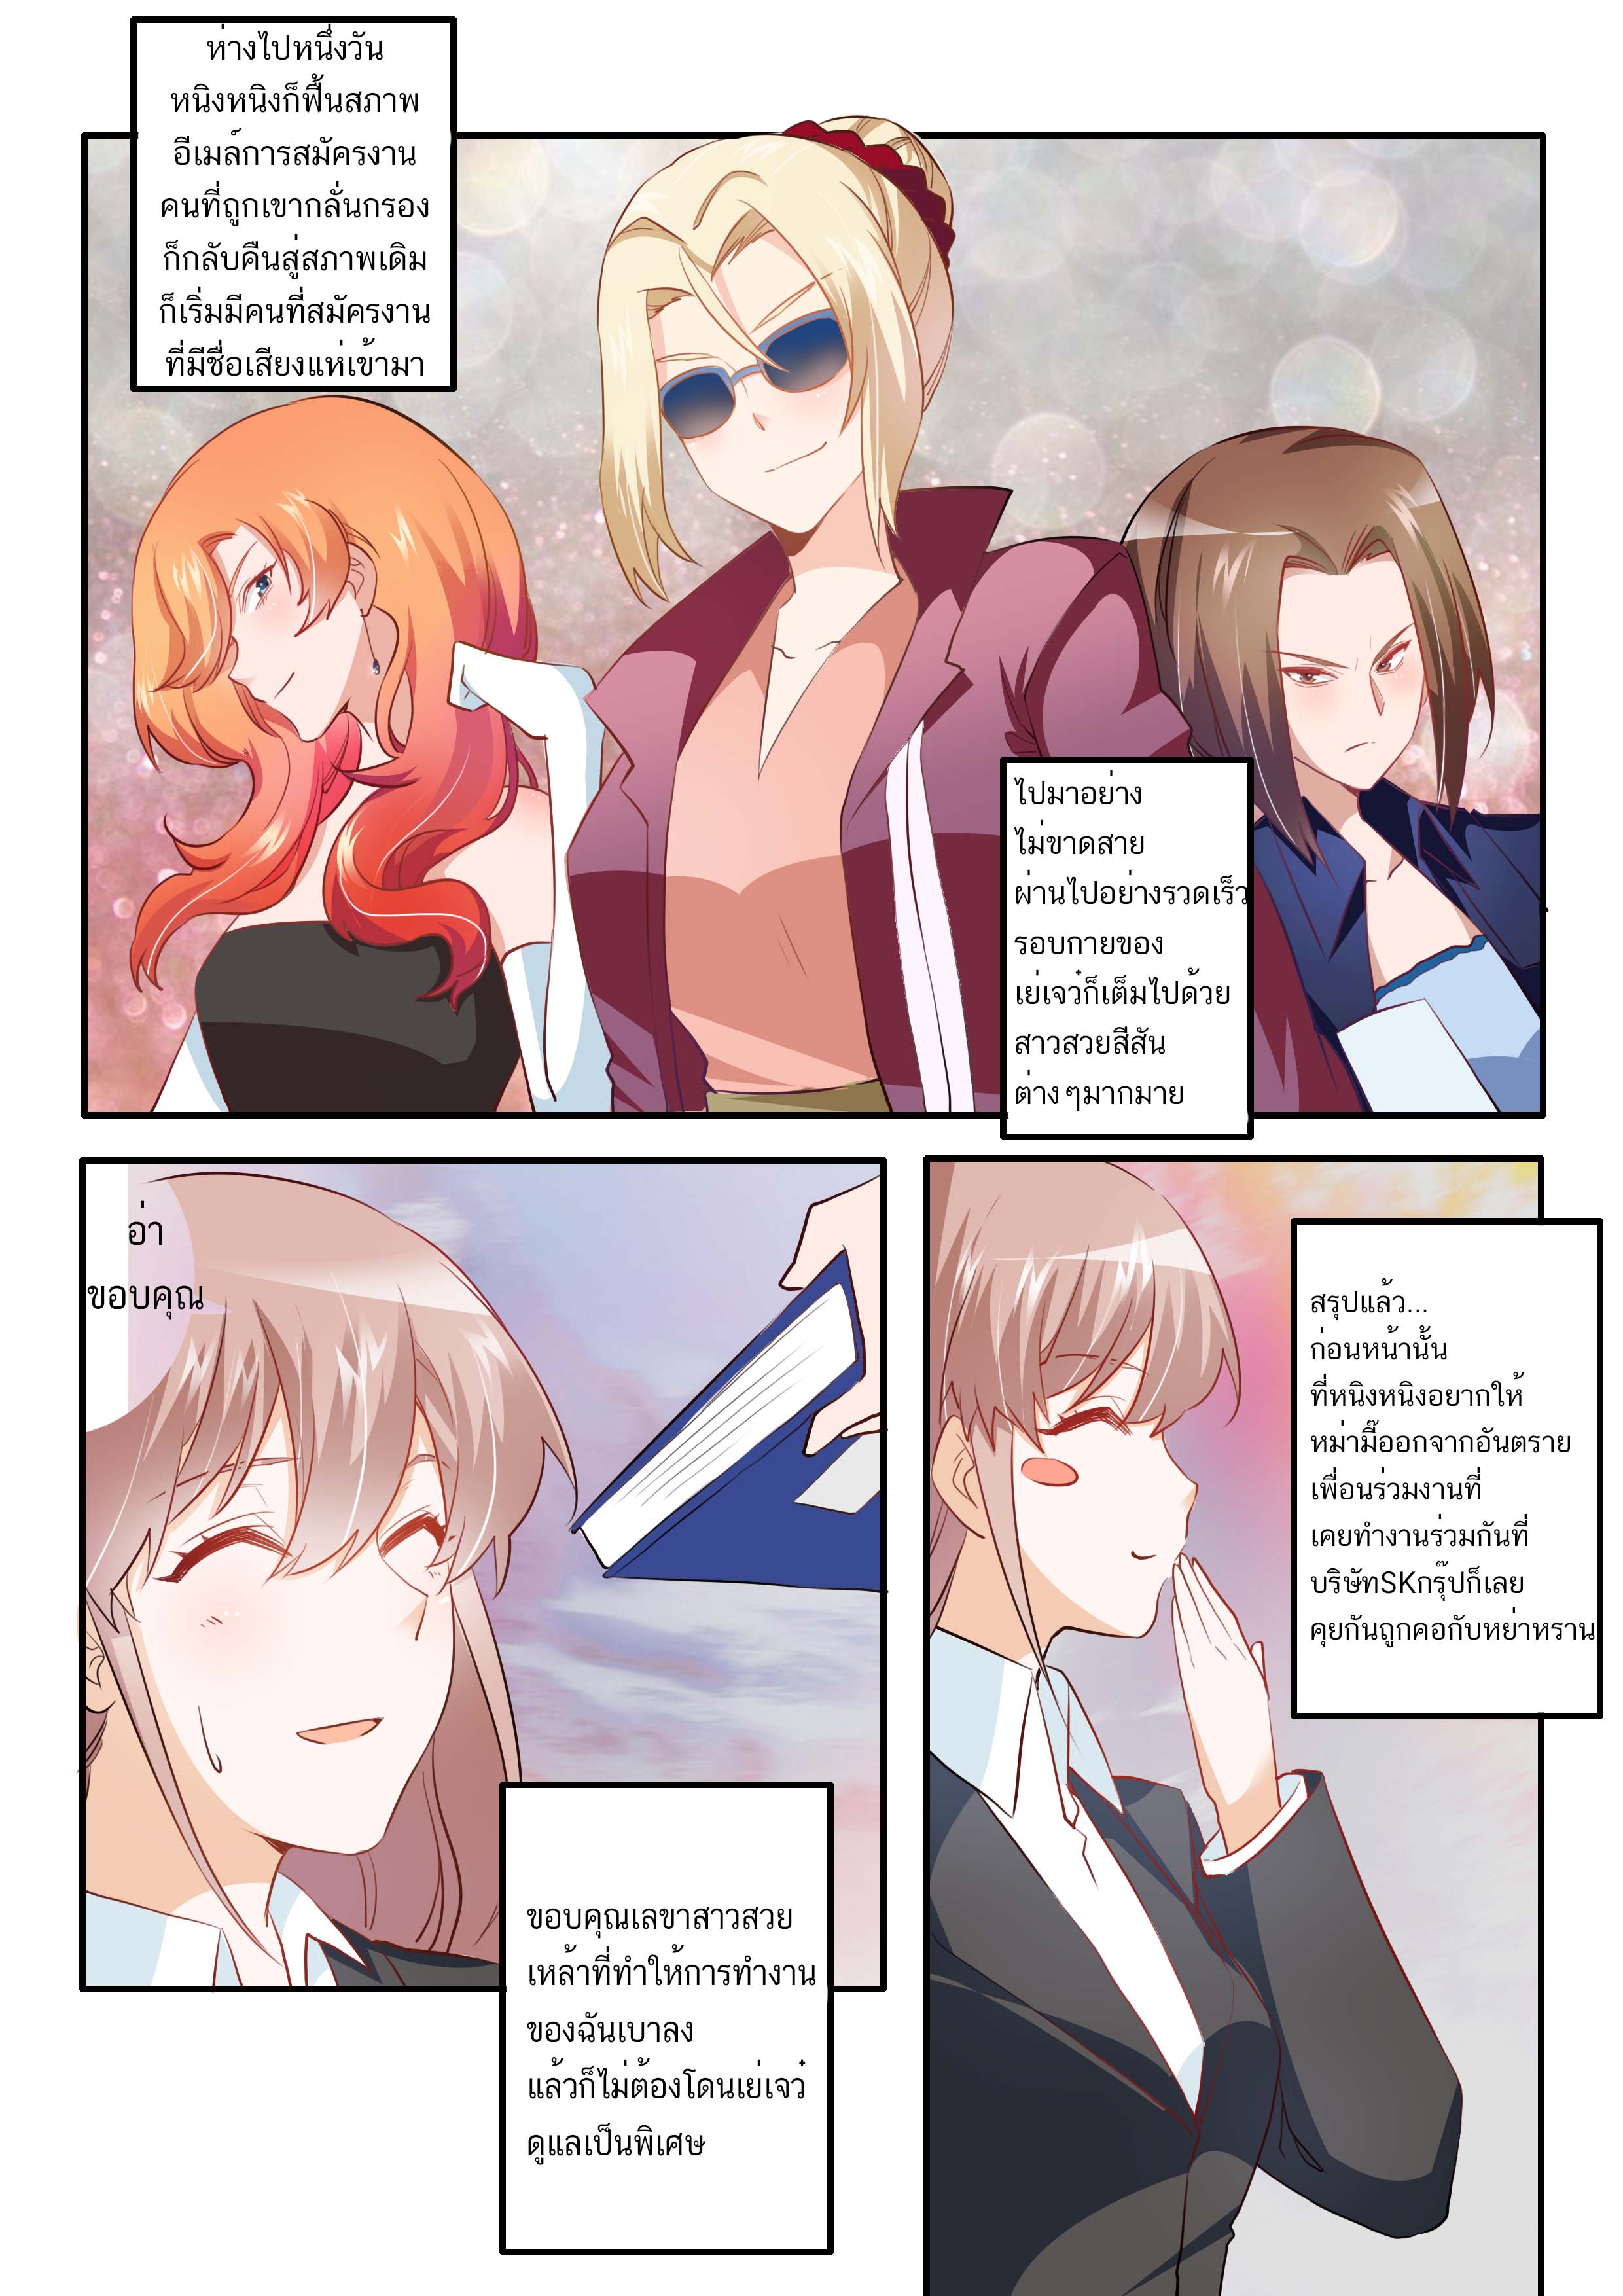 ห่างไปหนึ่งวัน
หนิงหนิงก็ฟื้นสภาพ
อีเมล์การสมัครงาน
คนที่ถูกเขากลั่นกรอง
ก็กลับคืนสู่สภาพเดิม
ก็เริ่มมีคนที่สมัครงาน
ที่มีชื่อเสียงแห่เข้ามา
ไปมาอย่าง
ไม่ขาดสาย
ผ่านไปอย่างรวดเร็ว
รอบกายของ
เย่เจว๋ก็เต็มไปด้วย
สาวสวยสีสัน
ต่างๆมากมาย
อ่า
ขอบคุณ
ขอบคุณเลขาสาวสวย
เหล้าที่ทำให้การทำงาน
ของฉันเบาลง
แล้วก็ไม่ต้องโดนเย่เจว๋
ดูแลเป็นพิเศษ
สรุปแล้ว...
ก่อนหน้านั้น
ที่หนิงหนิงอยากให้
หม่ามี๊ออกจากอันตราย
เพื่อนร่วมงานที่
เคยทำงานร่วมกันที่
บริษัทSKกรุ๊ปก็เลย
คุยกันถูกคอกับหย่าหราน